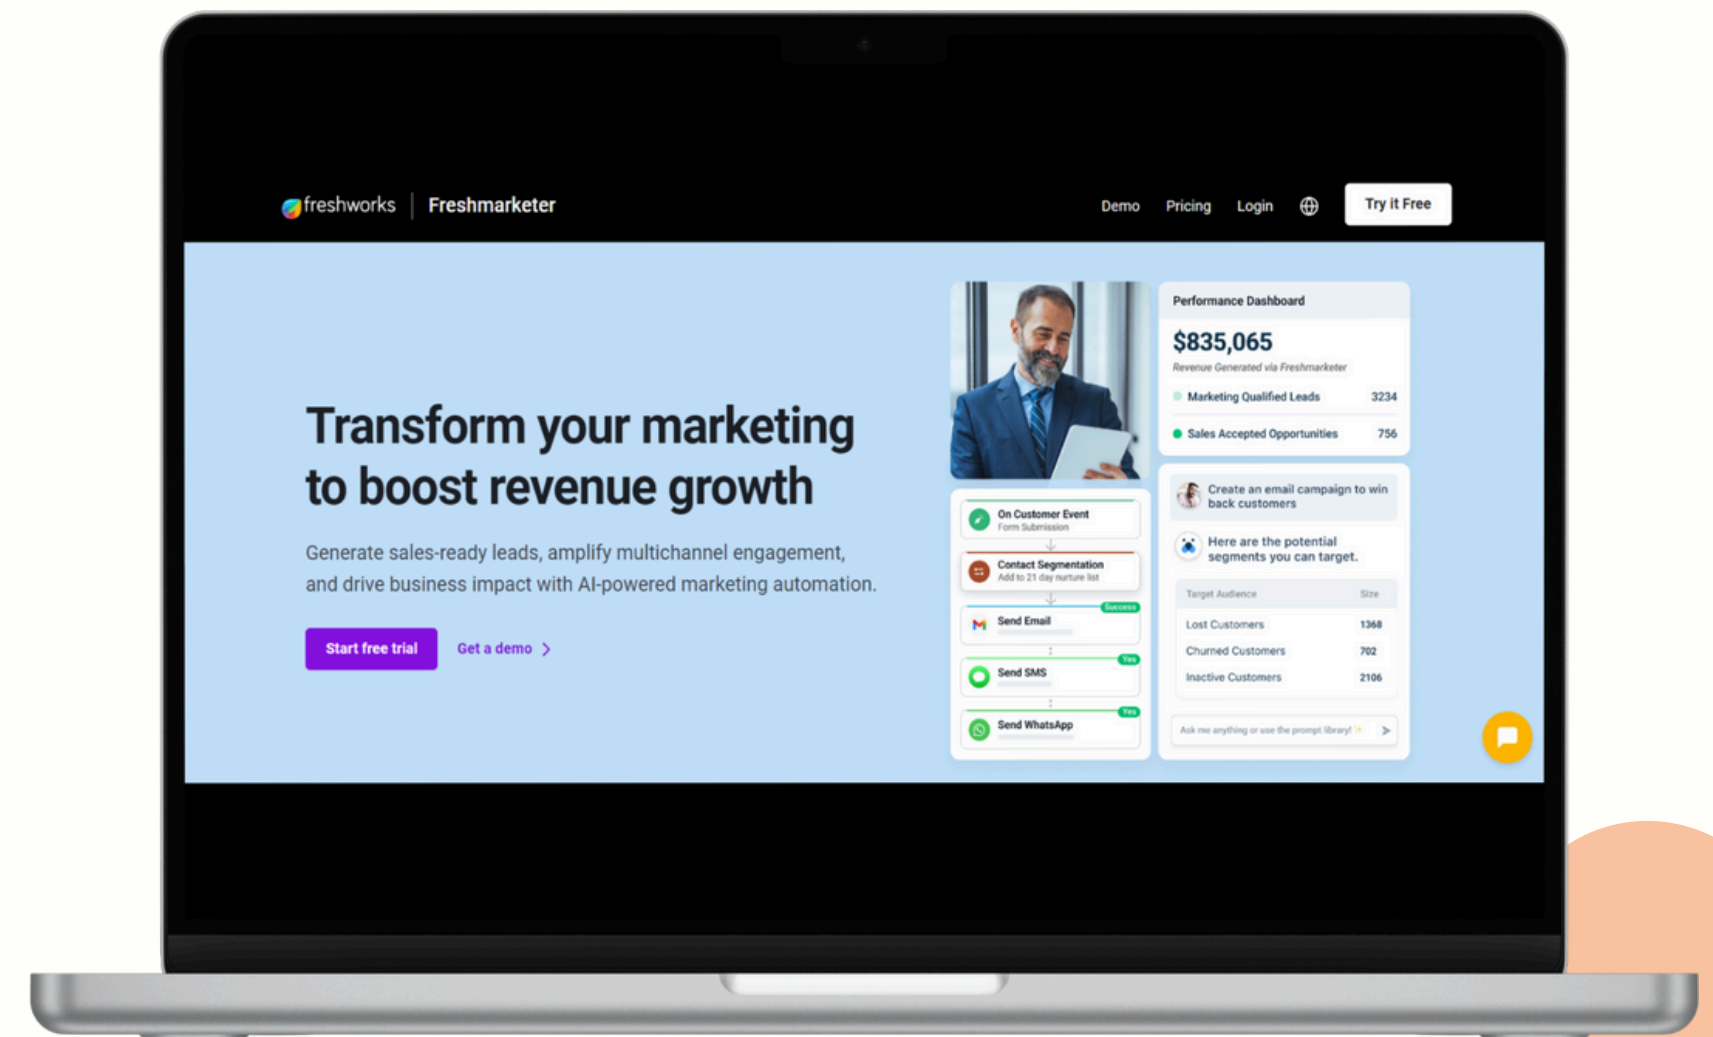 freshworks
Freshmarketer
Demo
Pricing
Login
Try it Free
Transform your marketing
to boost revenue growth
Generate sales-ready leads, amplify multichannel engagement,
and drive business impact with AI-powered marketing automation.
Start free trial
Get a demo
Performance Dashboard
$835,065
Revenue Generated via Freshmarketer
Marketing Qualified Leads 3234
Sales Accepted Opportunities 756
On Customer Event
Form Submission
Contact Segmentation
Add to 21 day nurture list
Success
Send Email
Yes
Send SMS
Yes
Send WhatsApp
Create an email campaign to win
back customers
Here are the potential
segments you can target.
Target Audience Size
Lost Customers 1368
Churned Customers 702
Inactive Customers 2106
Ask me anything or use the prompt library!